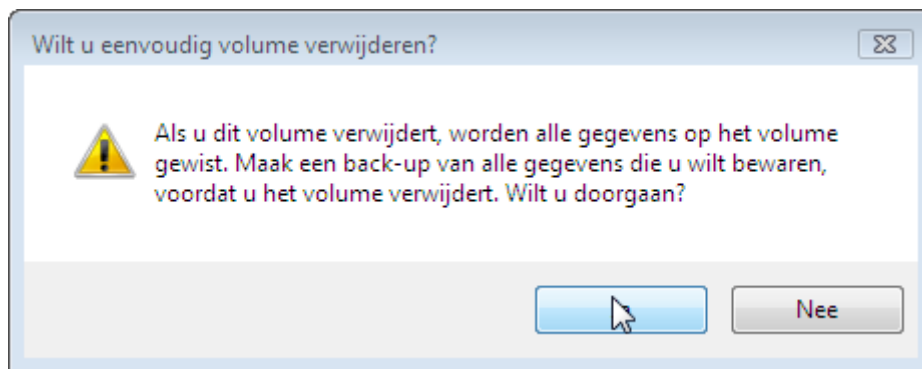 Wilt u eenvoudig volume verwijderen?
Als u dit volume verwijdert, worden alle gegevens op het volume
gewist. Maak een back-up van alle gegevens die u wilt bewaren,
voordat u het volume verwijdert. Wilt u doorgaan?
Nee